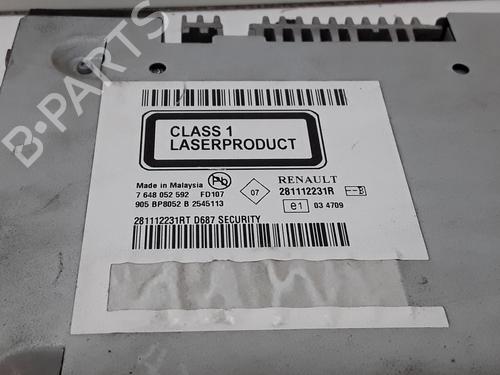 B-PARTS
CLASS 1
LASERPRODUCT
Made in Malaysia
Pb
07
RENAULT
7 648 052 592 FD107
281112231R --B
905 BP8052 B 2545113
e1 03 4709
281112231RT D687 SECURITY